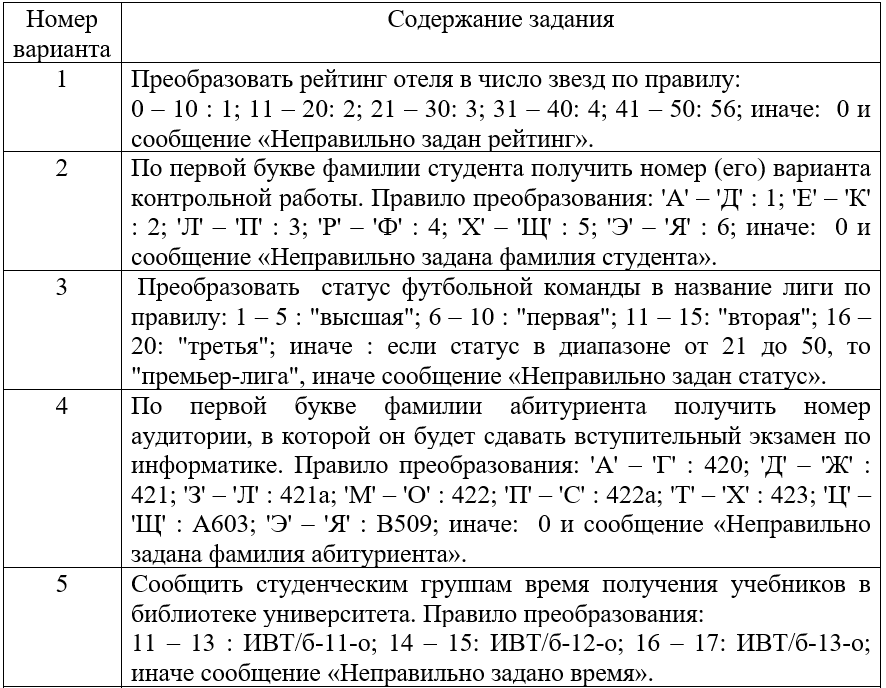 Номер
варианта
Содержание задания
1
Преобразовать рейтинг отеля в число звезд по правилу:
0 – 10 : 1; 11 – 20: 2; 21 – 30: 3; 31 – 40: 4; 41 – 50: 56; иначе:  0 и
сообщение «Неправильно задан рейтинг».
2
По первой букве фамилии студента получить номер (его) варианта
контрольной работы. Правило преобразования: 'А' – 'Д' : 1; 'Е' – 'К'
: 2; 'Л' – 'П' : 3; 'Р' – 'Ф' : 4; 'Х' – 'Щ' : 5; 'Э' – 'Я' : 6; иначе:  0 и
сообщение «Неправильно задана фамилия студента».
3
Преобразовать статус футбольной команды в название лиги по
правилу: 1 – 5 : "высшая"; 6 – 10 : "первая"; 11 – 15: "вторая"; 16 –
20: "третья"; иначе : если статус в диапазоне от 21 до 50, то
"премьер-лига", иначе сообщение «Неправильно задан статус».
4
По первой букве фамилии абитуриента получить номер
аудитории, в которой он будет сдавать вступительный экзамен по
информатике. Правило преобразования: 'А' – 'Г' : 420; 'Д' – 'Ж' :
421; 'З' – 'Л' : 421а; 'М' – 'О' : 422; 'П' – 'С' : 422а; 'Т' – 'Х' : 423; 'Ц' –
'Щ' : А603; 'Э' – 'Я' : В509; иначе:  0 и сообщение «Неправильно
задана фамилия абитуриента».
5
Сообщить студенческим группам время получения учебников в
библиотеке университета. Правило преобразования:
11 – 13 : ИВТ/б-11-о; 14 – 15: ИВТ/б-12-о; 16 – 17: ИВТ/б-13-о;
иначе сообщение «Неправильно задано время».